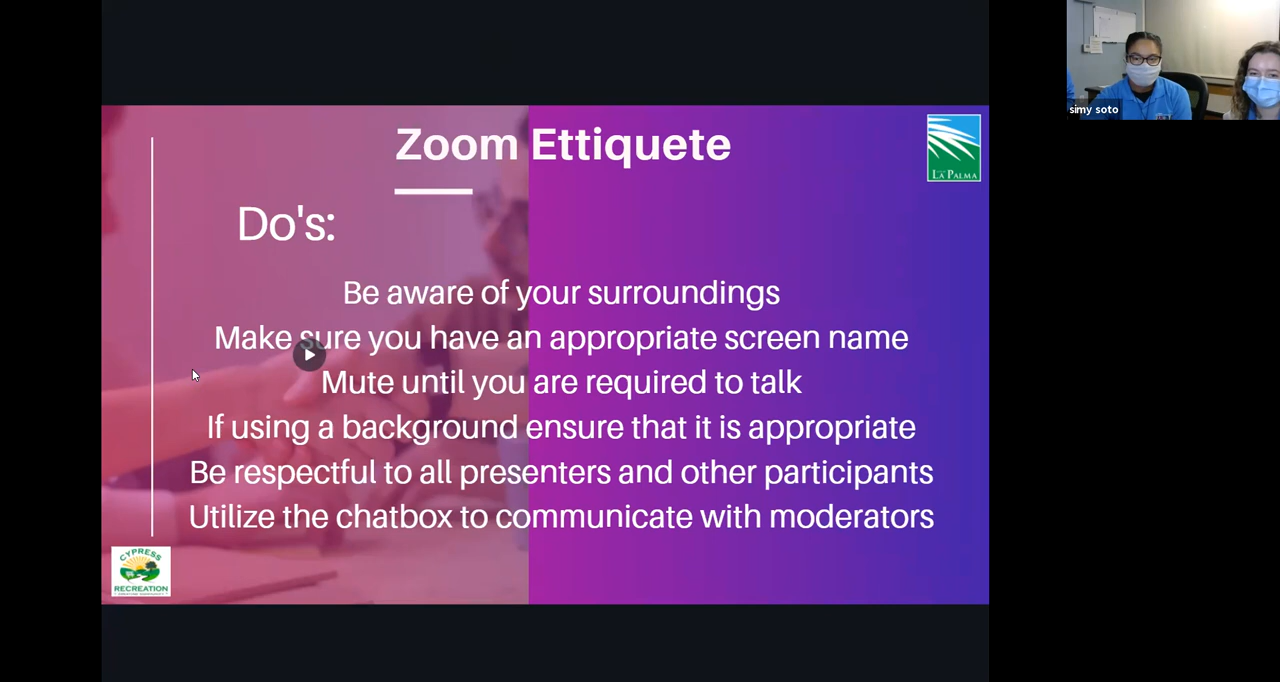 Zoom Ettiquete
LA PALMA
Do's:
Be aware of your surroundings
Make sure you have an appropriate screen name
Mute until you are required to talk
If using a background ensure that it is appropriate
Be respectful to all presenters and other participants
Utilize the chatbox to communicate with moderators
CYPRESS
RECREATION
simy soto